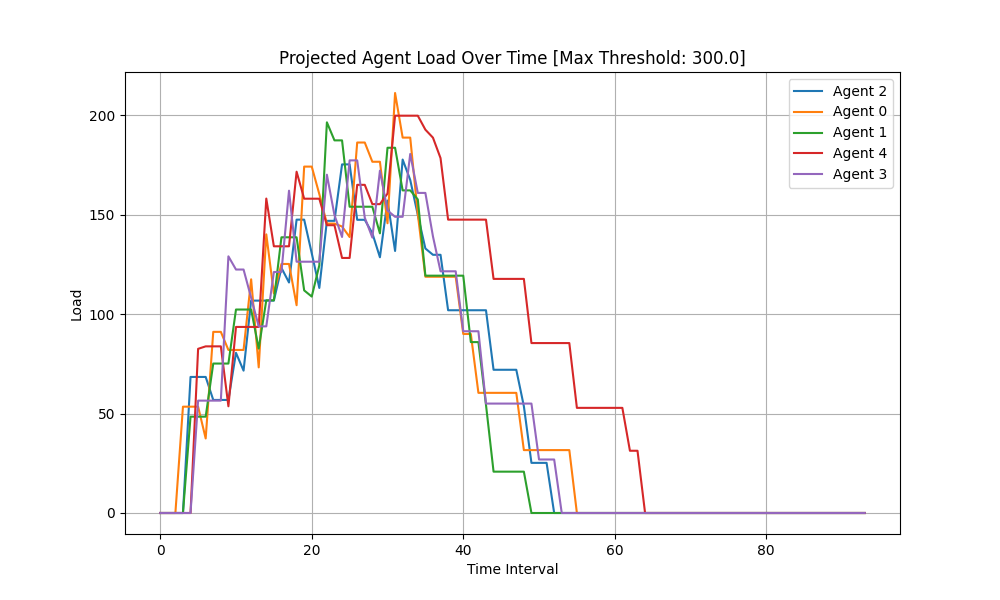 Projected Agent Load Over Time [Max Threshold: 300.0]
Agent 2
Agent 0
Agent 1
Agent 4
Agent 3
Load
200
150
100
50
0
0 20 40 60 80
Time Interval